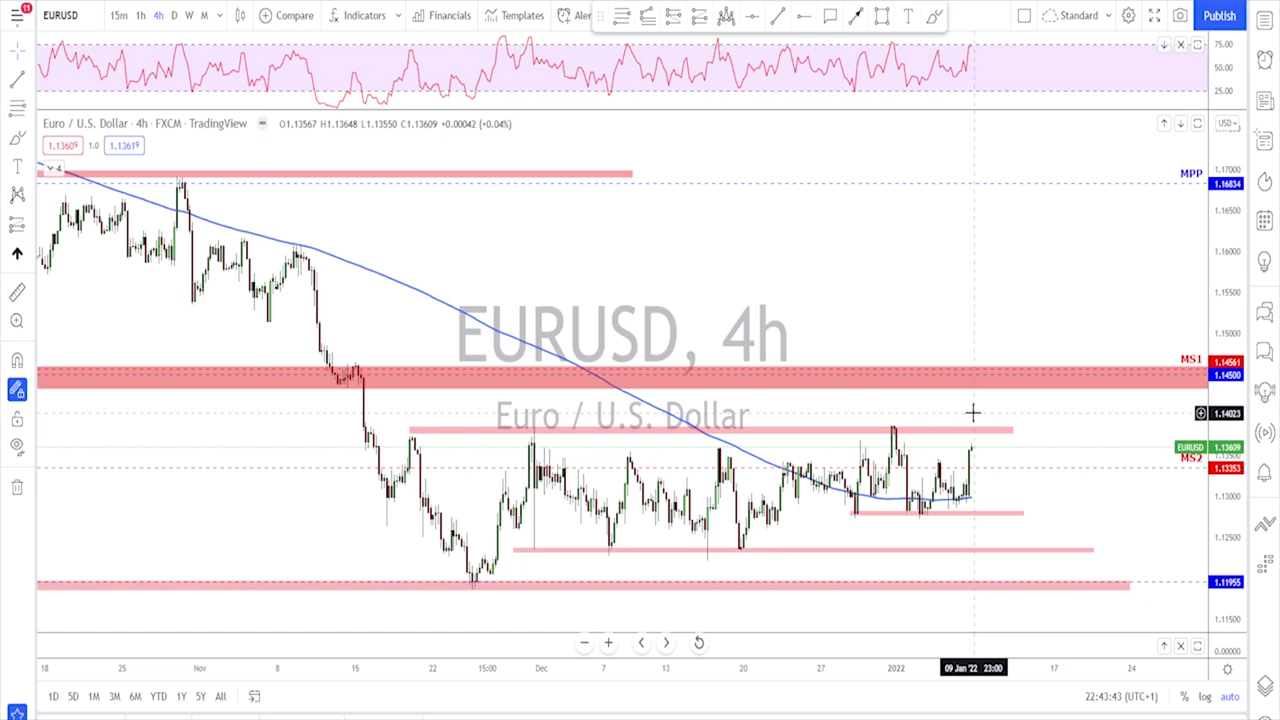 11
EURUSD
15m 1h 4h D W M
Compare
Indicators
Financials
Templates
Aler
Standard
Publish
75.00
50.00
25.00
Euro / U.S. Dollar · 4h · FXCM · TradingView
O1.13567 H1.13648 L1.13550 C1.13609 +0.00042 (+0.04%)
USD
1.13609 1.0 1.13619
4
1.17000
MPP 1.16834
1.16500
1.16000
1.15500
1.15000
EURUSD, 4h
Euro / U.S. Dollar
MS1 1.14561
1.14500
1.14023
EURUSD 1.13609
1.13500
MS2 1.13353
1.13000
1.12500
1.11955
1.11500
0.00000
18 25 Nov 8 15 22 15:00 Dec 7 13 20 27 2022 09 Jan '22 23:00 17 24
1D 5D 1M 3M 6M YTD 1Y 5Y All
22:43:43 (UTC+1) % log auto